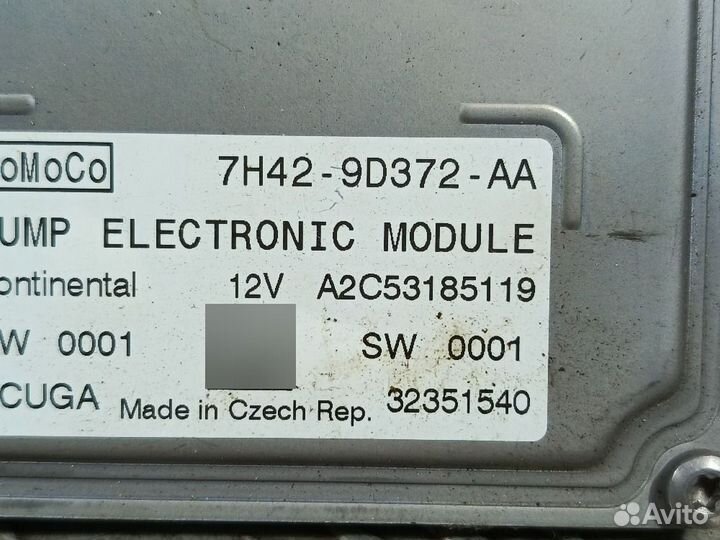 oMoCo 7H42-9D372-AA
UMP ELECTRONIC MODULE
ontinental 12V A2C53185119
W 0001 SW 0001
CUGA Made in Czech Rep. 32351540
Avito